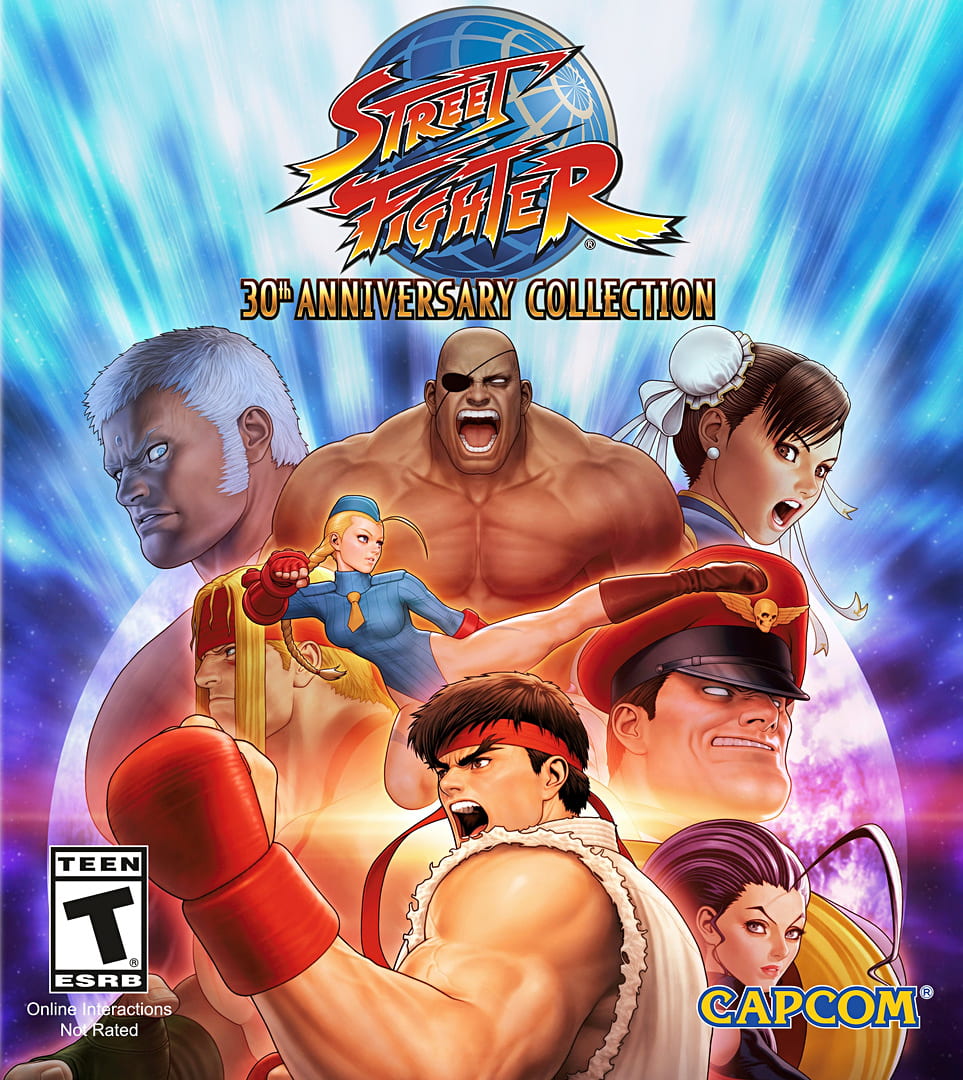 STREET
FIGHTER®
30th ANNIVERSARY COLLECTION
TEEN
T®
ESRB
Online Interactions
Not Rated
CAPCOM®